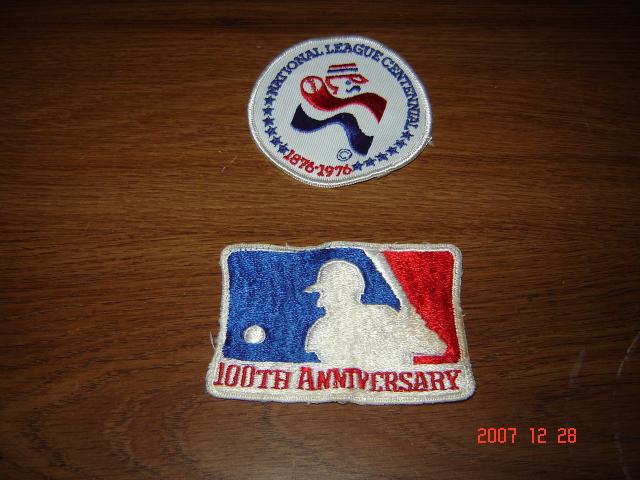 NATIONAL LEAGUE CENTENNIAL
1876-1976
©
100TH ANNIVERSARY
2007 12 28